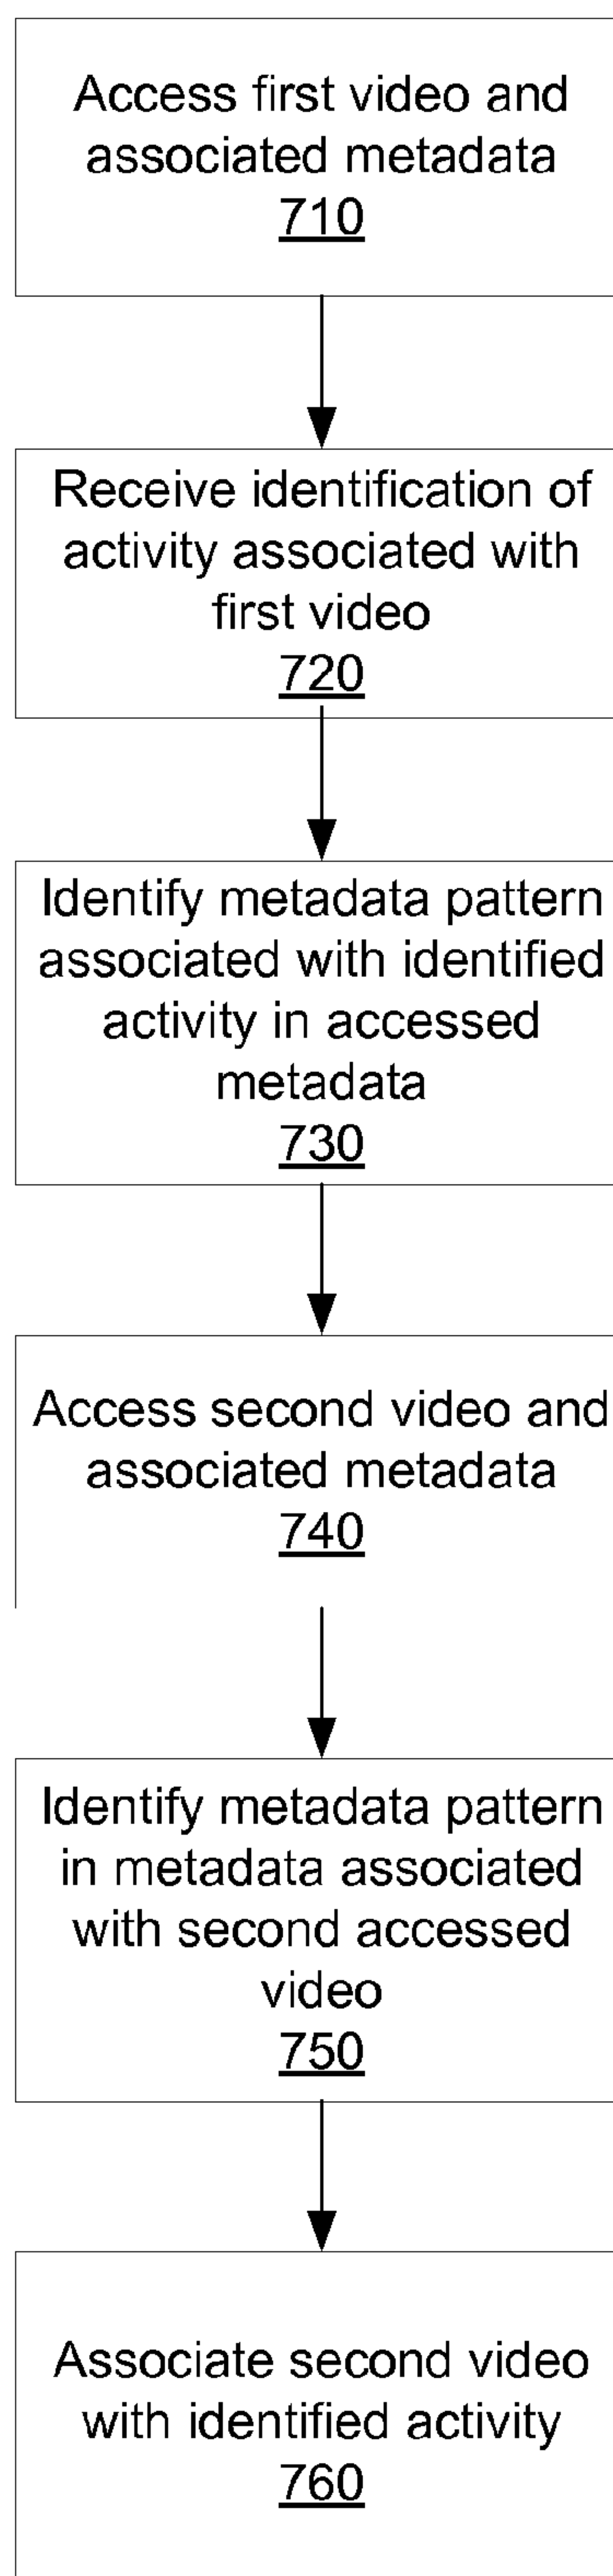 Access first video and
associated metadata
710
Receive identification of
activity associated with
first video
720
Identify metadata pattern
associated with identified
activity in accessed
metadata
730
Access second video and
associated metadata
740
Identify metadata pattern
in metadata associated
with second accessed
video
750
Associate second video
with identified activity
760